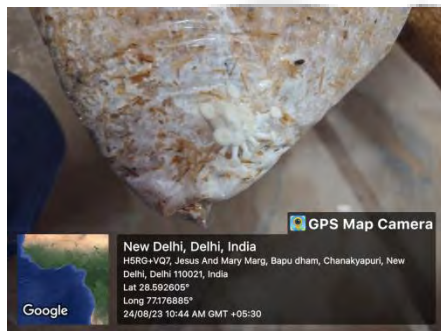 GPS Map Camera
New Delhi, Delhi, India
H5RG+VQ7, Jesus And Mary Marg, Bapu dham, Chanakyapuri, New
Delhi, Delhi 110021, India
Lat 28.592605°
Long 77.176885°
24/08/23 10:44 AM GMT +05:30
Google